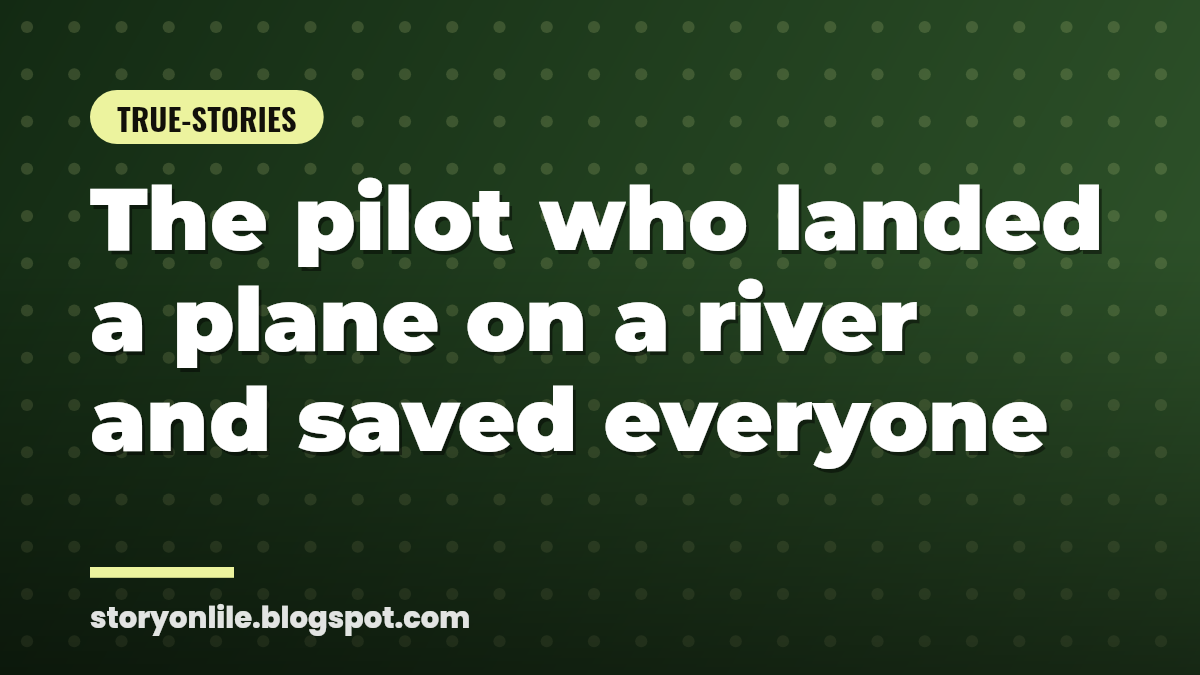 TRUE-STORIES
The pilot who landed
a plane on a river
and saved everyone
storyonlile.blogspot.com